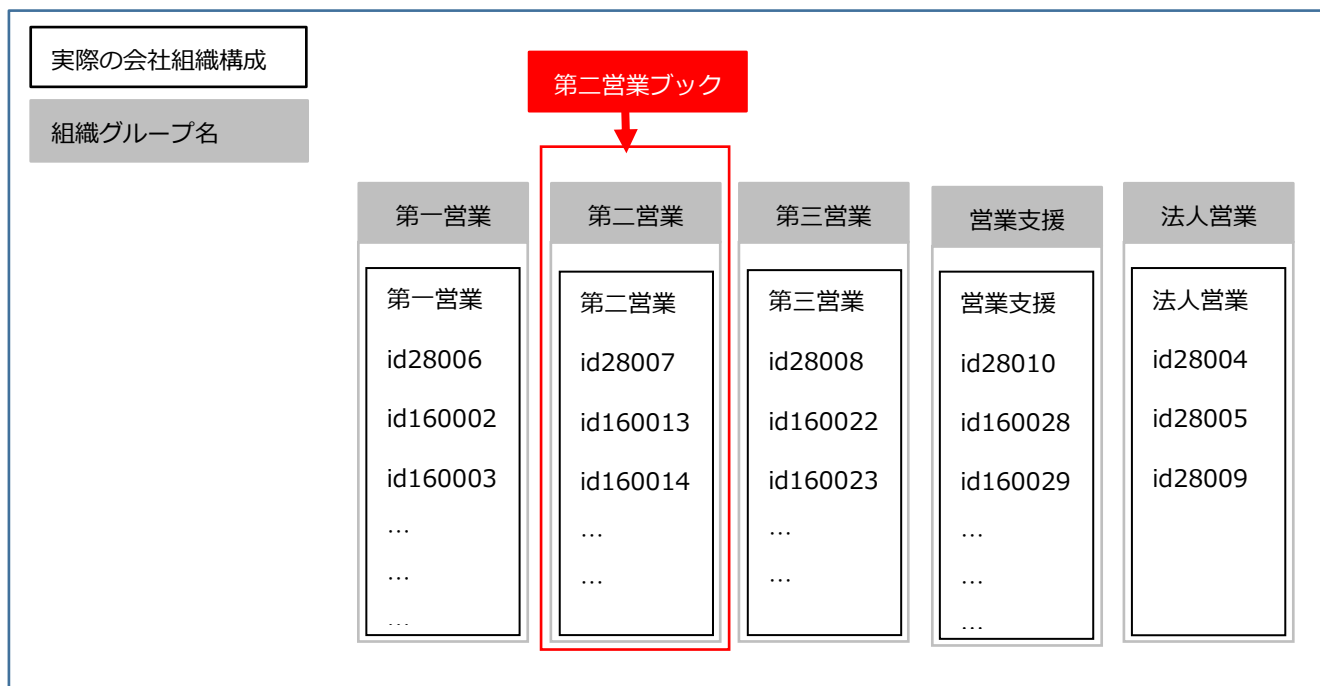 実際の会社組織構成
組織グループ名
第二営業ブック
第一営業
第二営業
第三営業
営業支援
法人営業
第一営業
id28006
id160002
id160003
…
…
…
第二営業
id28007
id160013
id160014
…
…
第三営業
id28008
id160022
id160023
…
…
営業支援
id28010
id160028
id160029
…
…
…
法人営業
id28004
id28005
id28009